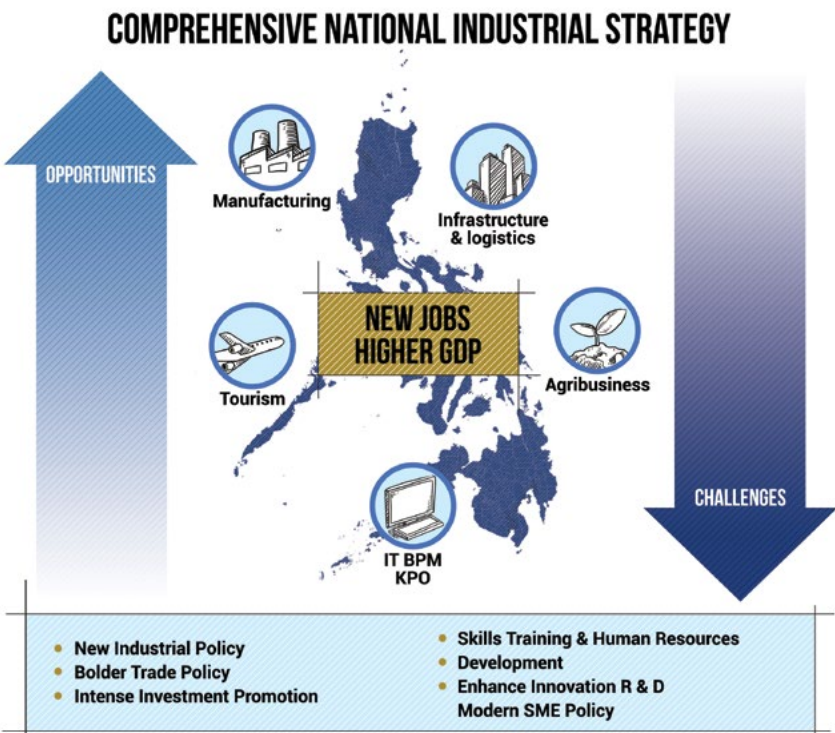 COMPREHENSIVE NATIONAL INDUSTRIAL STRATEGY
OPPORTUNITIES
Manufacturing
Infrastructure
& logistics
NEW JOBS
HIGHER GDP
Tourism
Agribusiness
IT BPM
KPO
CHALLENGES
• New Industrial Policy
• Bolder Trade Policy
• Intense Investment Promotion
• Skills Training & Human Resources
• Development
• Enhance Innovation R & D
Modern SME Policy